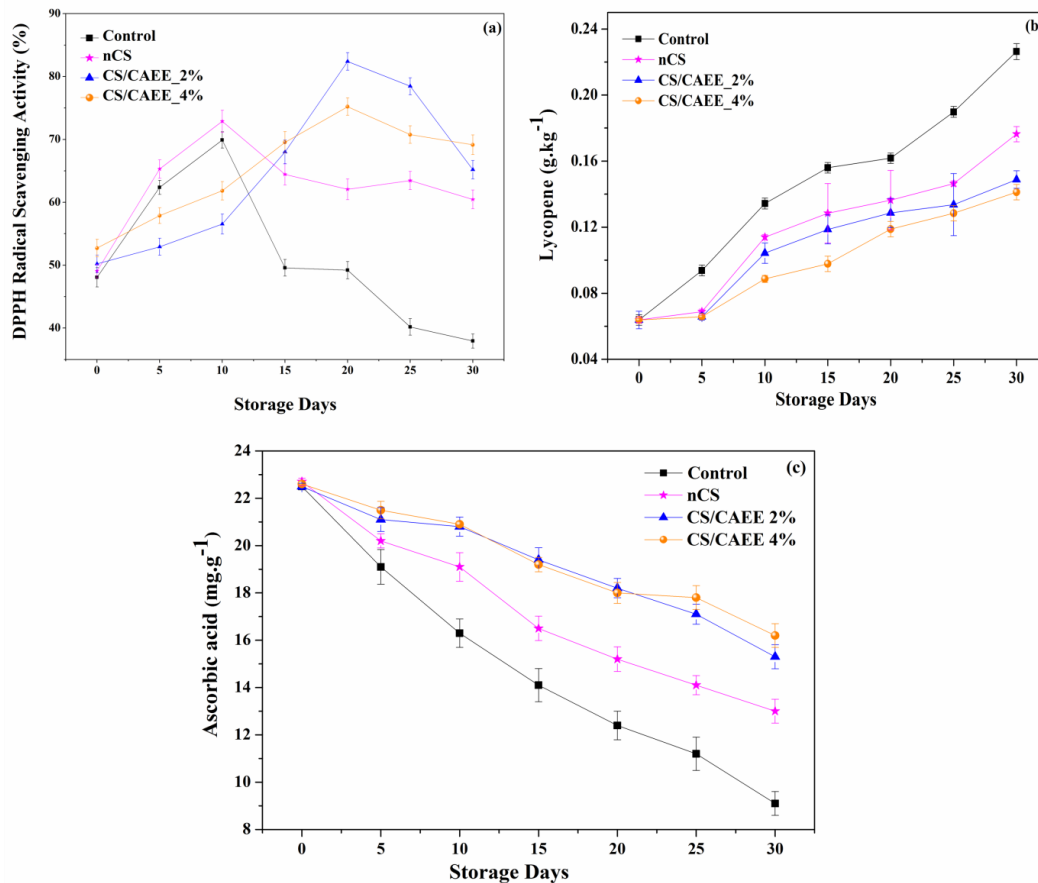 (a)
Control
nCS
CS/CAEE_2%
CS/CAEE_4%
DPPH Radical Scavenging Activity (%)
90
80
70
60
50
40
0 5 10 15 20 25 30
Storage Days
(b)
Control
nCS
CS/CAEE_2%
CS/CAEE_4%
Lycopene (g.kg⁻¹)
0.24
0.20
0.16
0.12
0.08
0.04
0 5 10 15 20 25 30
Storage Days
(c)
Control
nCS
CS/CAEE 2%
CS/CAEE 4%
Ascorbic acid (mg.g⁻¹)
24
22
20
18
16
14
12
10
8
0 5 10 15 20 25 30
Storage Days